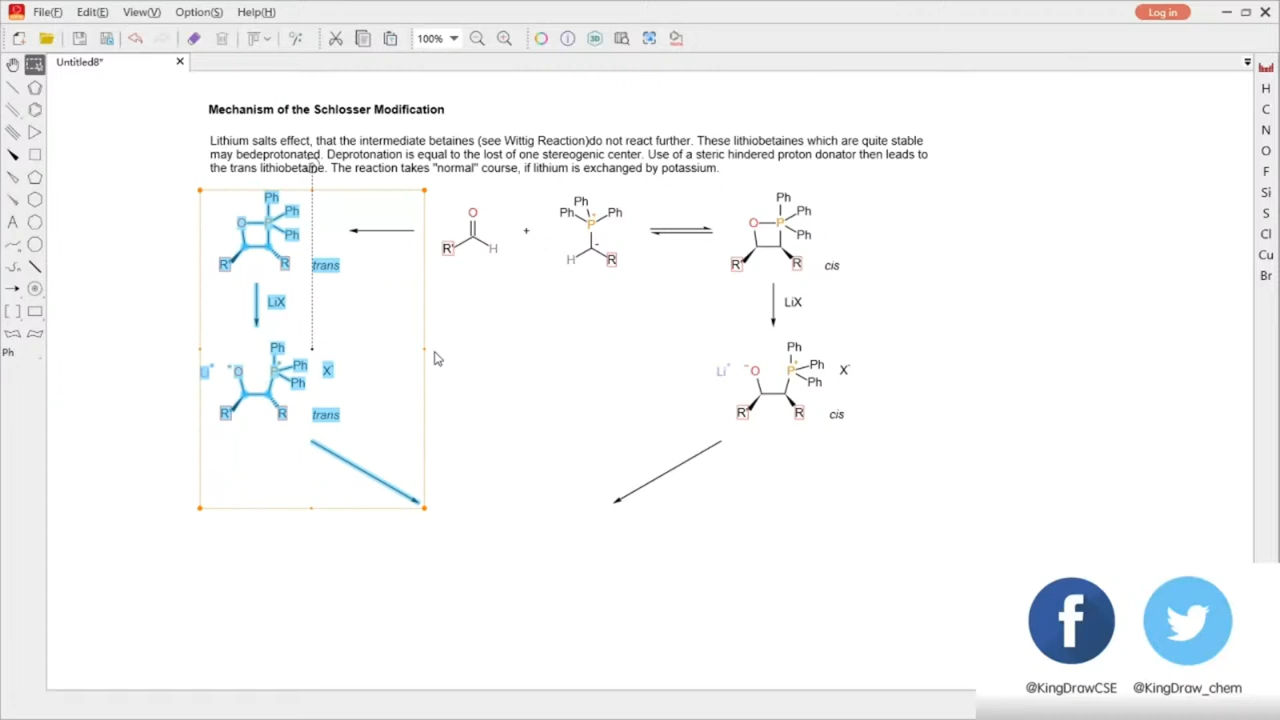 File(F) Edit(E) View(V) Option(S) Help(H) Log in
100%
Untitled8*
Mechanism of the Schlosser Modification
Lithium salts effect, that the intermediate betaines (see Wittig Reaction)do not react further. These lithiobetaines which are quite stable
may bedeprotonated. Deprotonation is equal to the lost of one stereogenic center. Use of a steric hindered proton donator then leads to
the trans lithiobetaine. The reaction takes "normal" course, if lithium is exchanged by potassium.
Ph Ph Ph O P R' R trans
O R' H
+
Ph Ph Ph P+ - H R
Ph Ph Ph O P R' R cis
LiX
LiX
Li+ -O Ph P+ Ph Ph X- R' R trans
Li+ -O Ph P+ Ph Ph X- R' R cis
A
Ph
H
C
N
O
F
Si
P
S
Cl
Cu
Br
@KingDrawCSE @KingDraw_chem